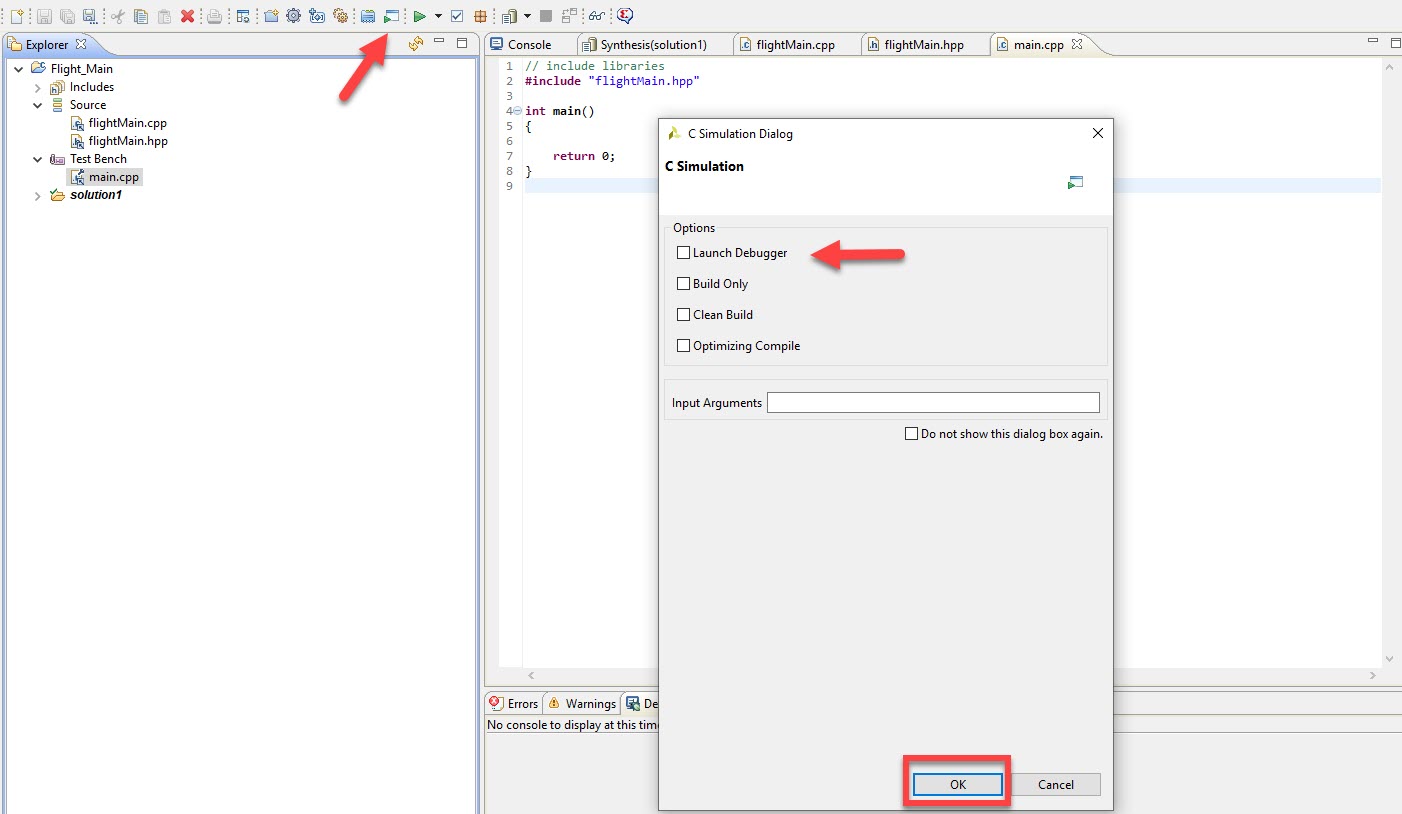 Explorer
Flight_Main
Includes
Source
flightMain.cpp
flightMain.hpp
Test Bench
main.cpp
solution1
Console
Synthesis(solution1)
flightMain.cpp
flightMain.hpp
main.cpp
1 // include libraries
2 #include "flightMain.hpp"
3
4 int main()
5 {
6
7 return 0;
8 }
9
C Simulation Dialog
C Simulation
Options
Launch Debugger
Build Only
Clean Build
Optimizing Compile
Input Arguments
Do not show this dialog box again.
OK
Cancel
Errors
Warnings
De
No console to display at this time